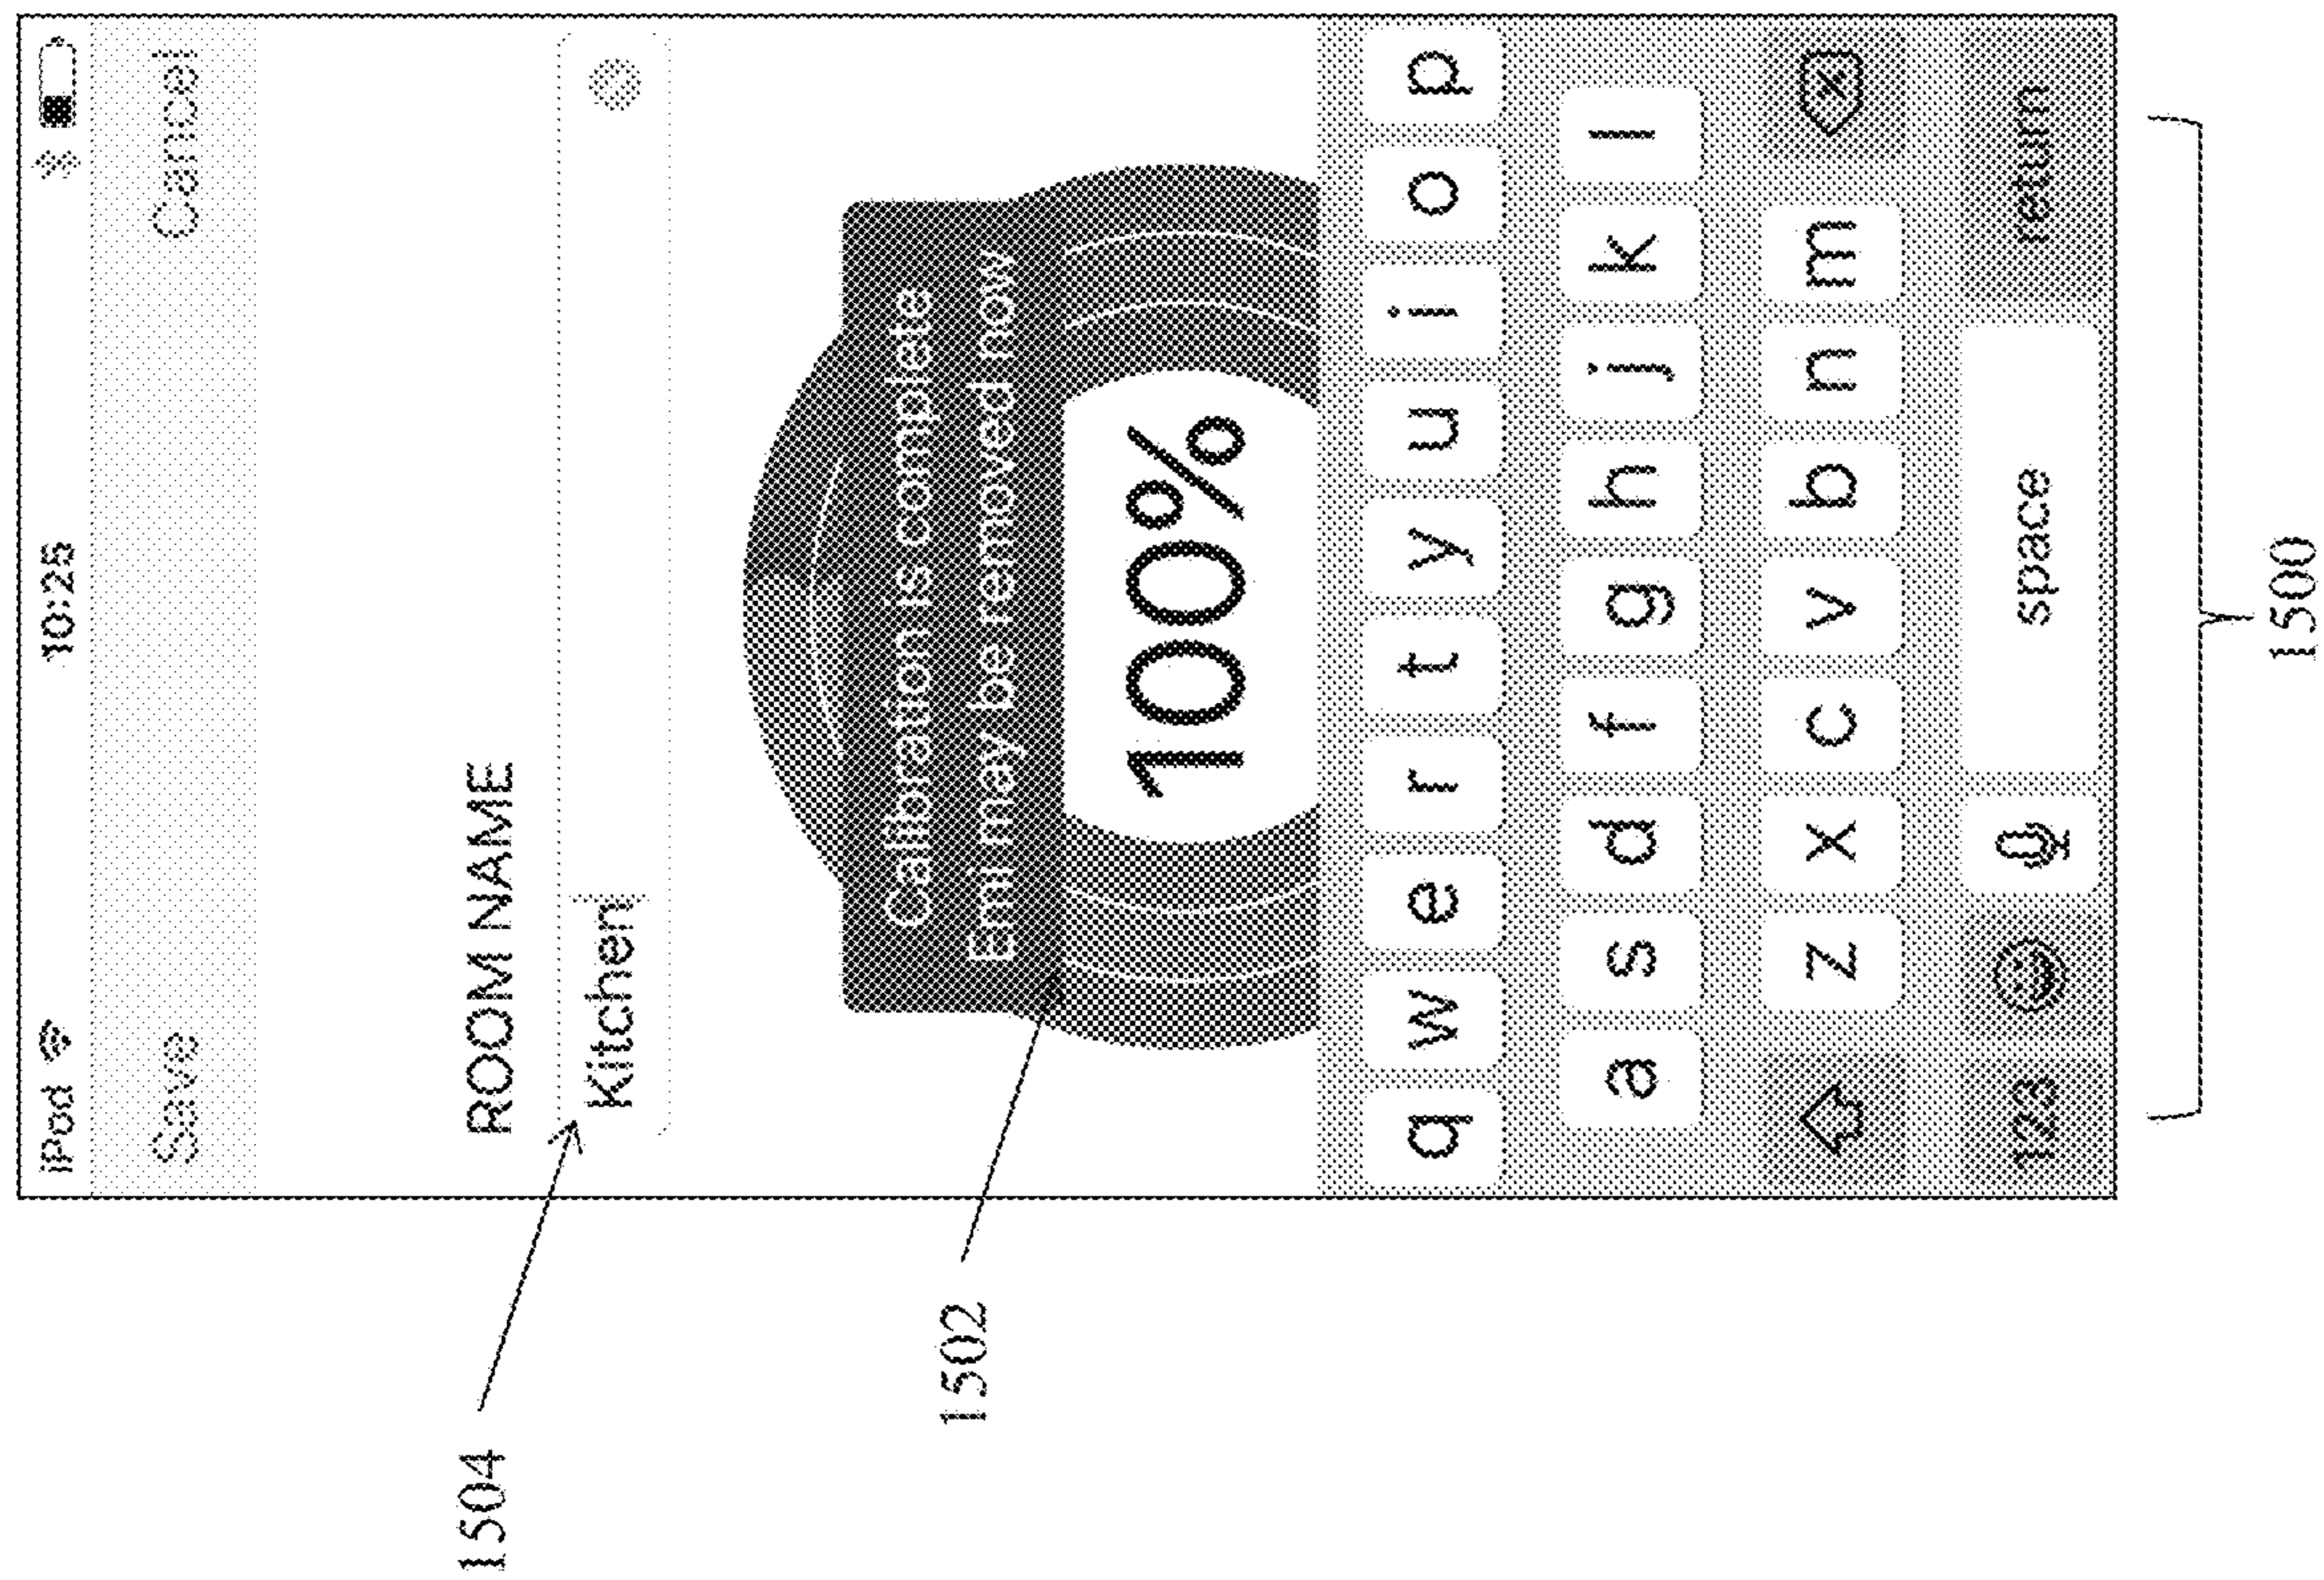 iPod 10:25
Save Cancel
ROOM NAME
Kitchen
Calibration is complete
Emi may be removed now
100%
q w e r t y u i o p
a s d f g h j k l
z x c v b n m
123 space return
1504
1502
1500